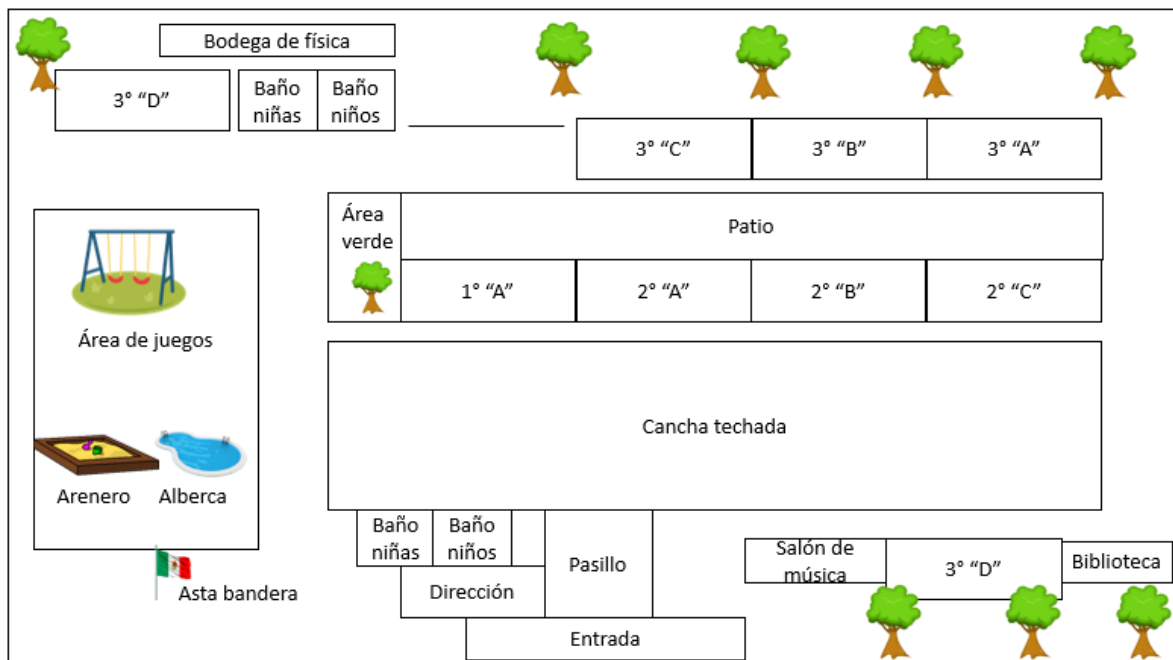 Bodega de física
3° “D”
Baño
niñas
Baño
niños
3° “C”
3° “B”
3° “A”
Área
verde
Patio
1° “A”
2° “A”
2° “B”
2° “C”
Área de juegos
Arenero
Alberca
Asta bandera
Cancha techada
Baño
niñas
Baño
niños
Pasillo
Dirección
Entrada
Salón de
música
3° “D”
Biblioteca